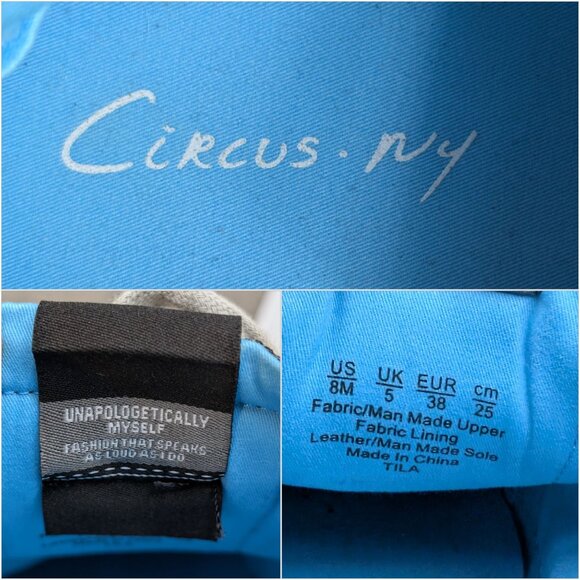 Circus. NY
UNAPOLOGETICALLY
MYSELF
FASHION THAT SPEAKS
AS LOUD AS I DO
US UK EUR cm
8M 5 38 25
Fabric/Man Made Upper
Fabric Lining
Leather/Man Made Sole
Made in China
TILA